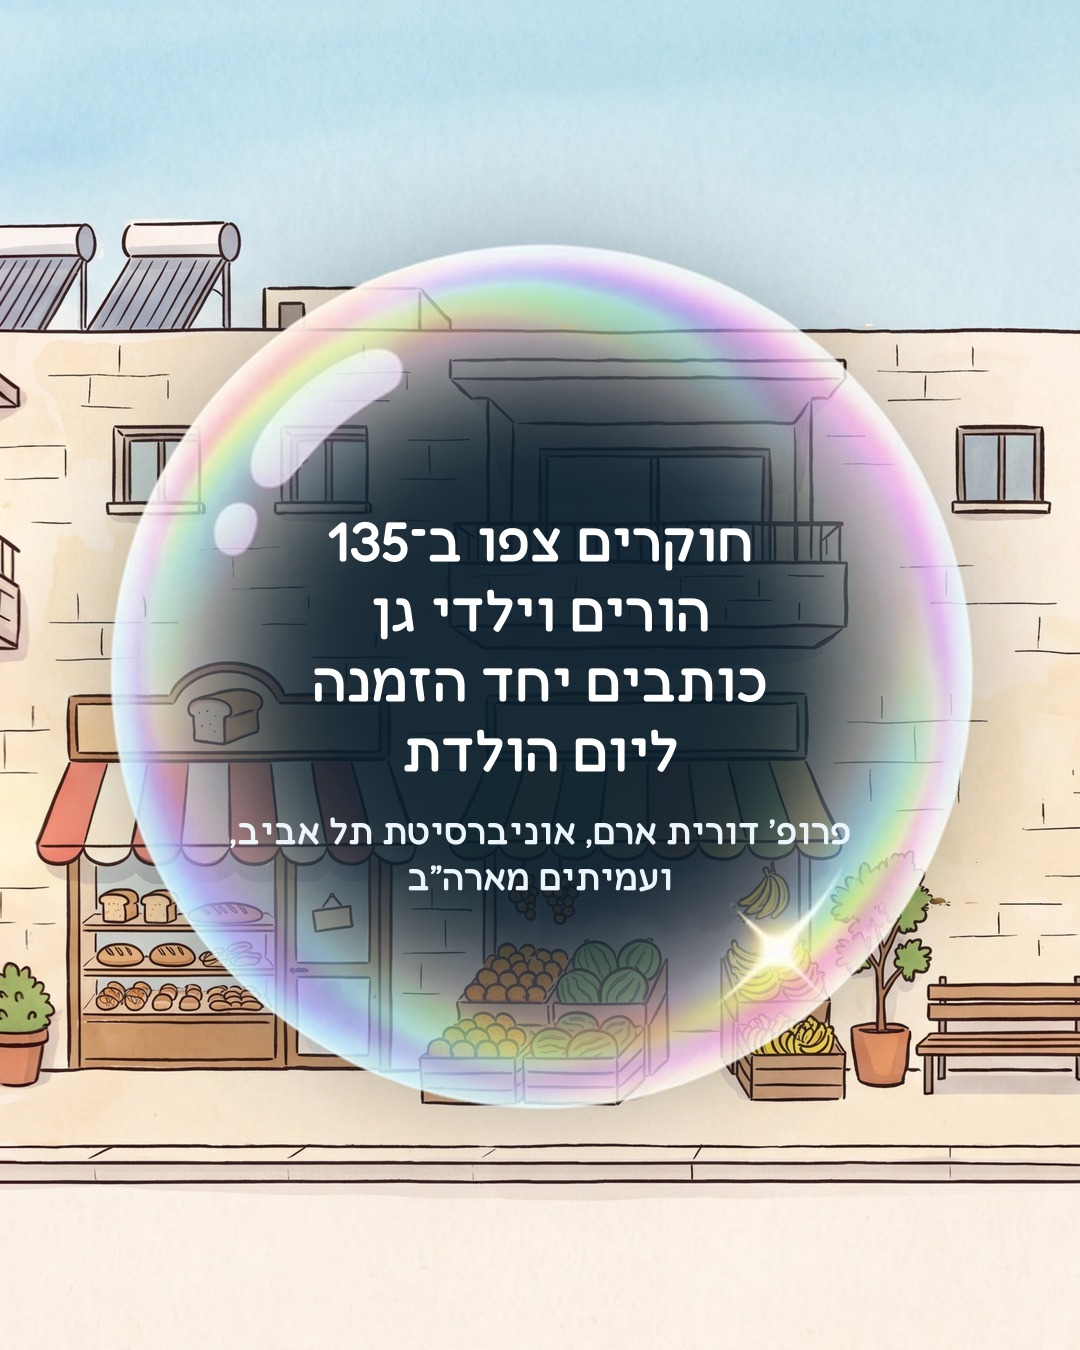 חוקרים צפו ב־135
הורים וילדי גן
כותבים יחד הזמנה
ליום הולדת
פרופ׳ דורית ארם, אוניברסיטת תל אביב,
ועמיתים מארה״ב